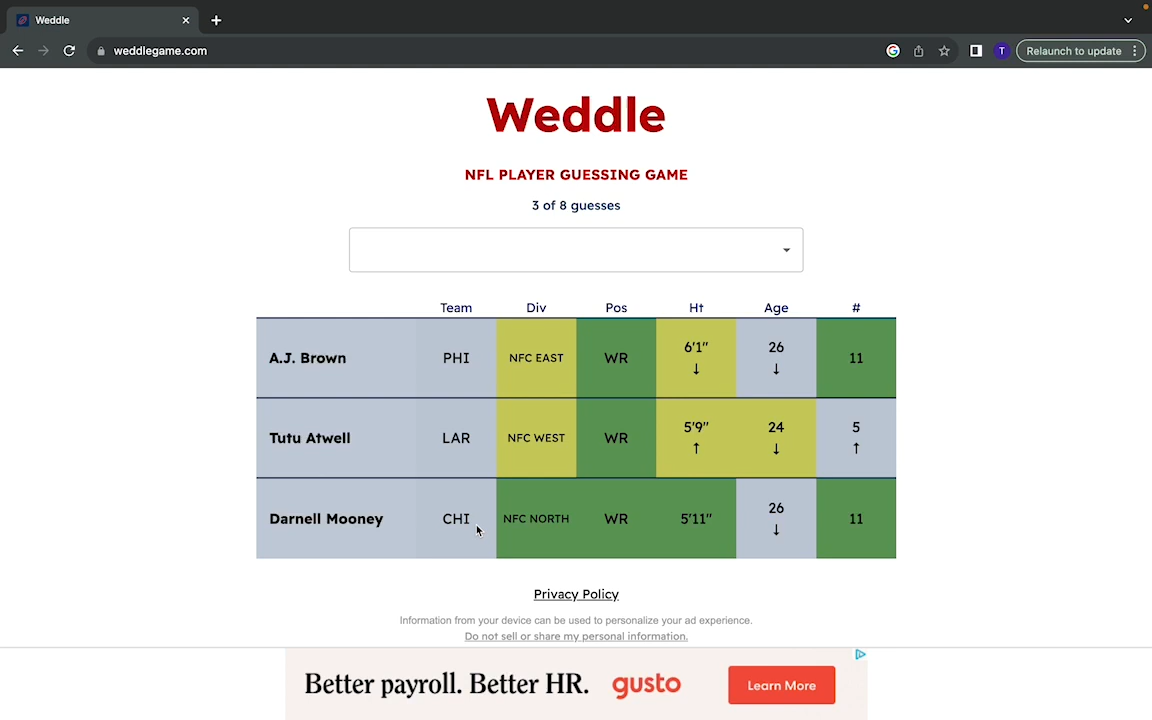 Weddle
weddlegame.com
T
Relaunch to update
Weddle
NFL PLAYER GUESSING GAME
3 of 8 guesses
Team Div Pos Ht Age #
A.J. Brown PHI NFC EAST WR 6'1" ↓ 26 ↓ 11
Tutu Atwell LAR NFC WEST WR 5'9" ↑ 24 ↓ 5 ↑
Darnell Mooney CHI NFC NORTH WR 5'11" 26 ↓ 11
Privacy Policy
Information from your device can be used to personalize your ad experience.
Do not sell or share my personal information.
Better payroll. Better HR. gusto Learn More